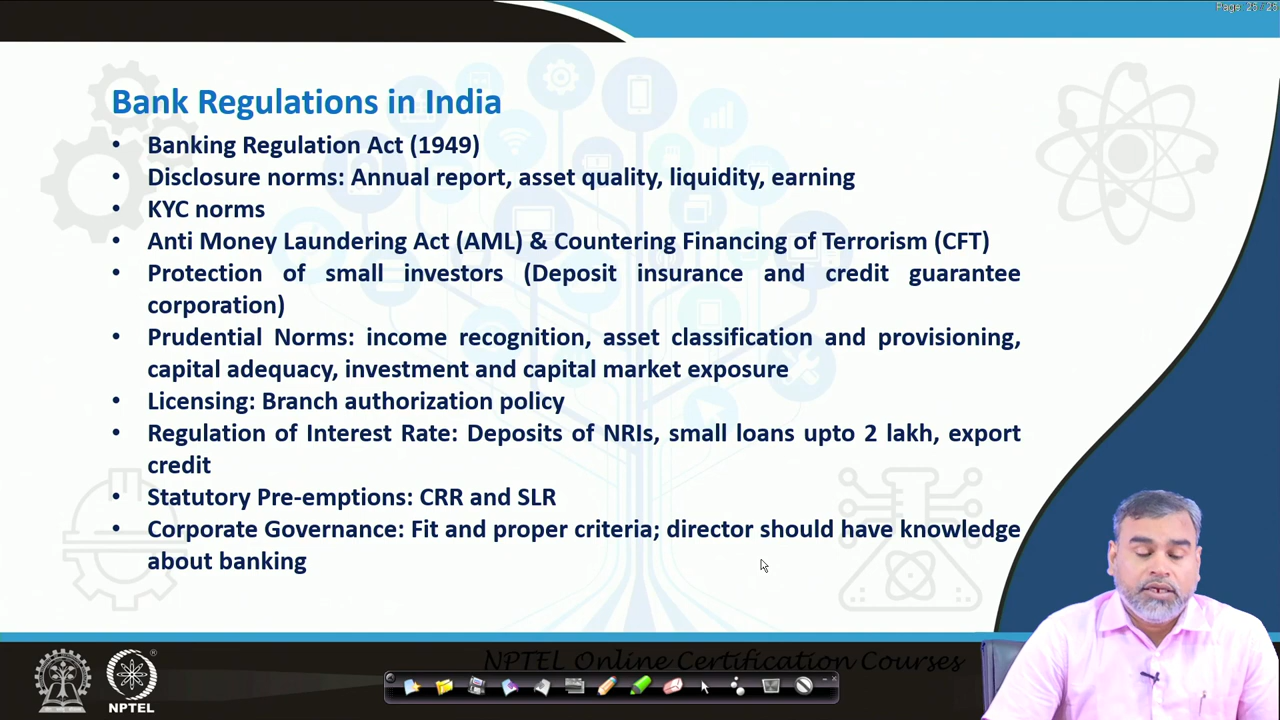 Page: 26 / 26
Bank Regulations in India
• Banking Regulation Act (1949)
• Disclosure norms: Annual report, asset quality, liquidity, earning
• KYC norms
• Anti Money Laundering Act (AML) & Countering Financing of Terrorism (CFT)
• Protection of small investors (Deposit insurance and credit guarantee
corporation)
• Prudential Norms: income recognition, asset classification and provisioning,
capital adequacy, investment and capital market exposure
• Licensing: Branch authorization policy
• Regulation of Interest Rate: Deposits of NRIs, small loans upto 2 lakh, export
credit
• Statutory Pre-emptions: CRR and SLR
• Corporate Governance: Fit and proper criteria; director should have knowledge
about banking
NPTEL Online Certification Courses
NPTEL